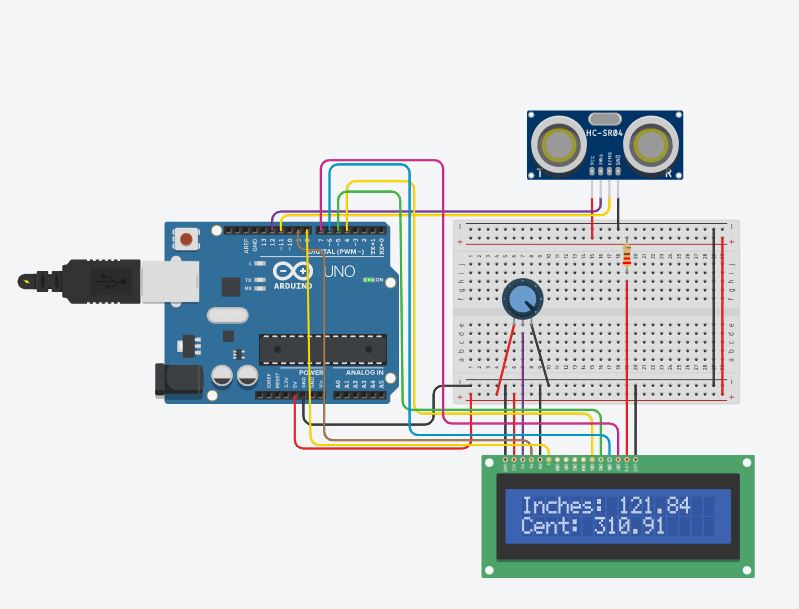 HC-SR04
VCC
TRIG
ECHO
GND
T
R
AREF
GND
13
12
~11
~10
~9
8
7
~6
~5
4
~3
2
TX→1
RX←0
DIGITAL (PWM~)
L
TX
RX
UNO
ARDUINO
ON
POWER
ANALOG IN
IOREF
RESET
3.3V
5V
GND
GND
Vin
A0
A1
A2
A3
A4
A5
Inches: 121.84
Cent: 310.91